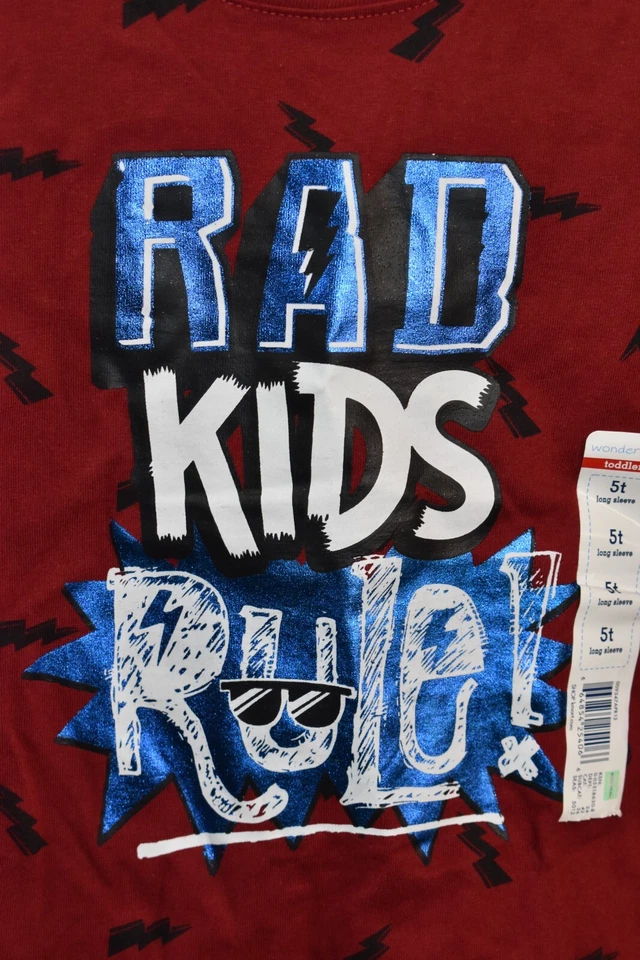 RAD
KIDS
RULe!
wonder
toddler
5t
long sleeve
5t
long sleeve
5t
long sleeve
5t
long sleeve